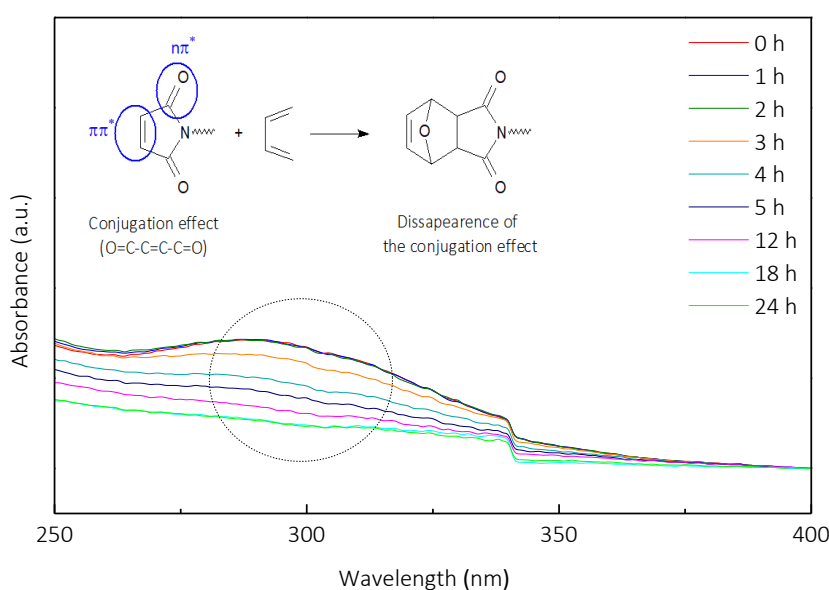 nπ*
O
ππ*
N
+
O
Conjugation effect
(O=C-C=C-C=O)
O
O
N
O
Dissapearence of
the conjugation effect
0 h
1 h
2 h
3 h
4 h
5 h
12 h
18 h
24 h
Absorbance (a.u.)
250
300
350
400
Wavelength (nm)